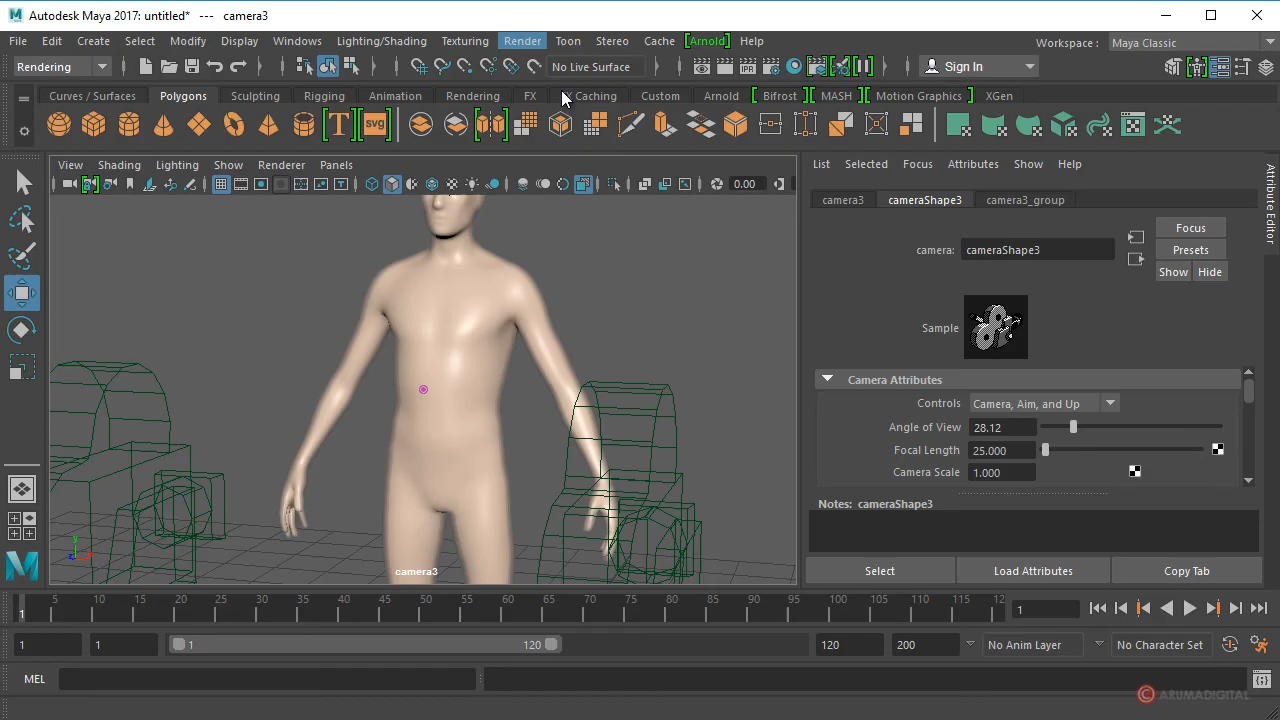 Autodesk Maya 2017: untitled* --- camera3
File Edit Create Select Modify Display Windows Lighting/Shading Texturing Render Toon Stereo Cache [Arnold] Help
Workspace : Maya Classic
Rendering No Live Surface Sign In
Curves / Surfaces Polygons Sculpting Rigging Animation Rendering FX Caching Custom Arnold Bifrost MASH Motion Graphics XGen
T svg
View Shading Lighting Show Renderer Panels
0.00
camera3
List Selected Focus Attributes Show Help
camera3 cameraShape3 camera3_group
Focus
camera: cameraShape3 Presets
Show Hide
Sample
Camera Attributes
Controls Camera, Aim, and Up
Angle of View 28.12
Focal Length 25.000
Camera Scale 1.000
Notes: cameraShape3
Select Load Attributes Copy Tab
Attribute Editor
1 5 10 15 20 25 30 35 40 45 50 55 60 65 70 75 80 85 90 95 100 105 110 115 12 1
1 1 1 120 120 200 No Anim Layer No Character Set
MEL
© ARUMADIGITAL